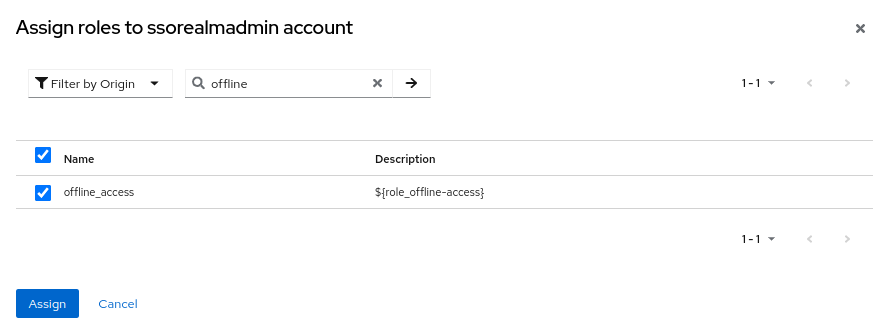 Assign roles to ssorealmadmin account
Filter by Origin
offline
1 - 1
Name Description
offline_access ${role_offline-access}
1 - 1
Assign Cancel